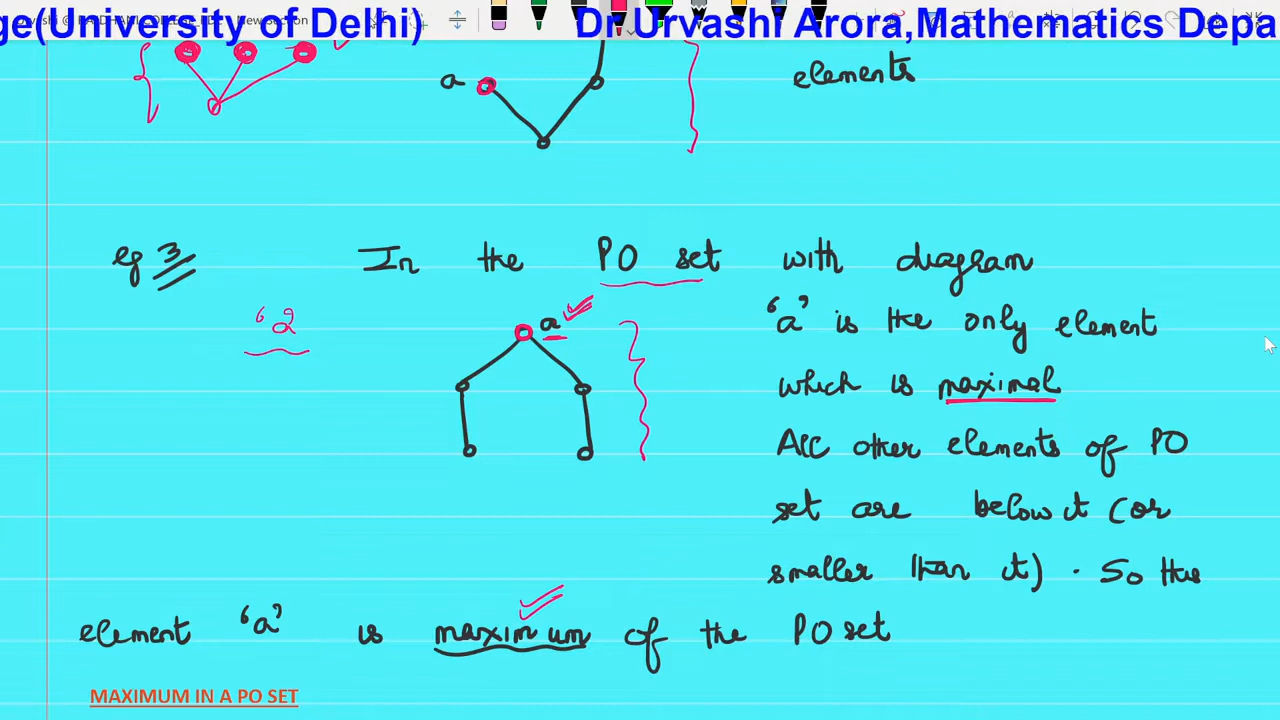 ge(University of Delhi)
Dr Urvashi Arora,Mathematics Depa
a
elements
eg 3
In the PO set with diagram
'a
a
'a' is the only element
which is maximal
All other elements of PO
set are below it (or
smaller than it). So this
element 'a' is maximum of the PO set
MAXIMUM IN A PO SET